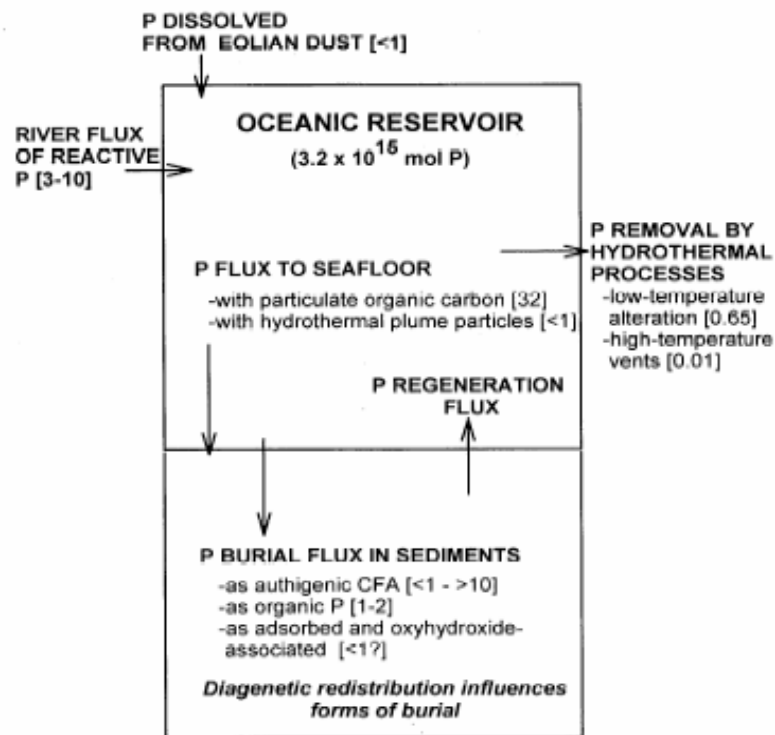 P DISSOLVED
FROM EOLIAN DUST [<1]
OCEANIC RESERVOIR
(3.2 x 10^15 mol P)
RIVER FLUX
OF REACTIVE
P [3-10]
P REMOVAL BY
HYDROTHERMAL
PROCESSES
-low-temperature
alteration [0.65]
-high-temperature
vents [0.01]
P FLUX TO SEAFLOOR
-with particulate organic carbon [32]
-with hydrothermal plume particles [<1]
P REGENERATION
FLUX
P BURIAL FLUX IN SEDIMENTS
-as authigenic CFA [<1 - >10]
-as organic P [1-2]
-as adsorbed and oxyhydroxide-
associated [<1?]
Diagenetic redistribution influences
forms of burial